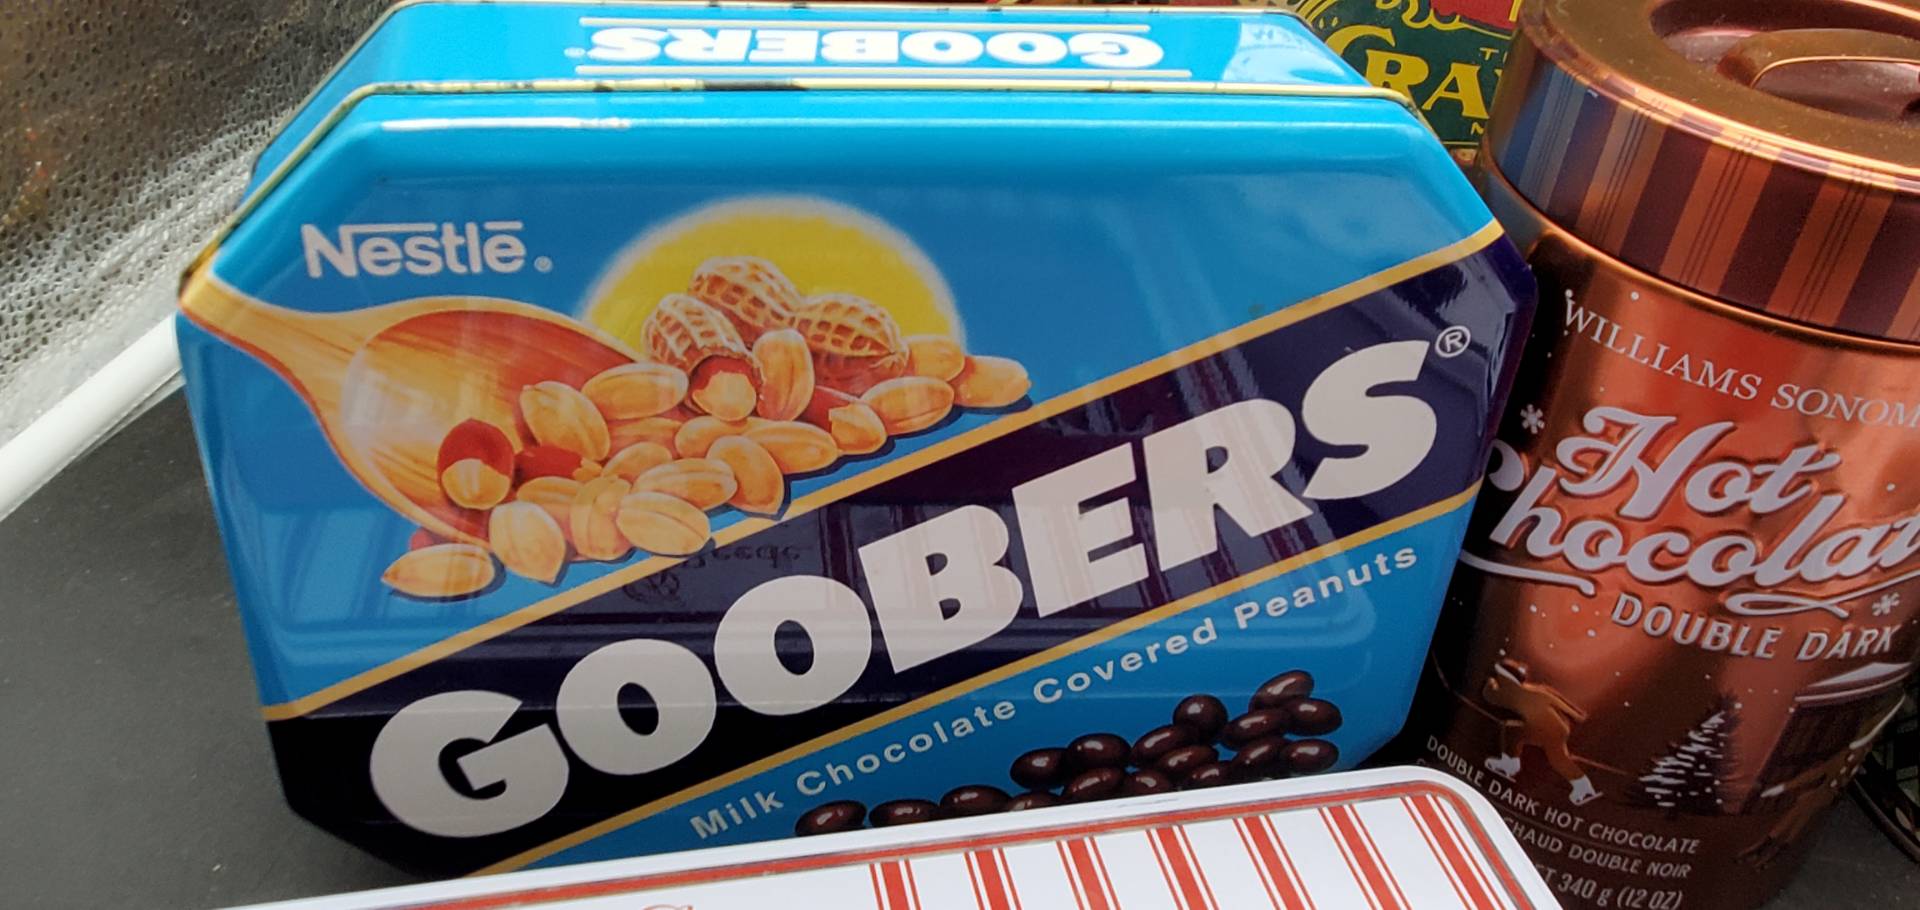 GOOBERS®
Nestlē®
GOOBERS®
Milk Chocolate Covered Peanuts
WILLIAMS SONOM
Hot
Chocolat
DOUBLE DARK
DOUBLE DARK HOT CHOCOLATE
CHAUD DOUBLE NOIR
340 g (12 OZ)